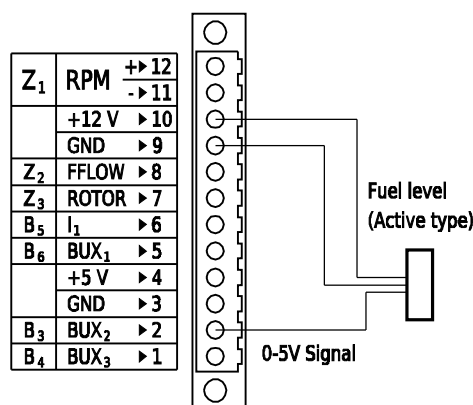 Z₁ RPM +▶12
-▶11
+12 V ▶10
GND ▶9
Z₂ FFLOW ▶8
Z₃ ROTOR ▶7
B₅ I₁ ▶6
B₆ BUX₁ ▶5
+5 V ▶4
GND ▶3
B₃ BUX₂ ▶2
B₄ BUX₃ ▶1
Fuel level
(Active type)
0-5V Signal